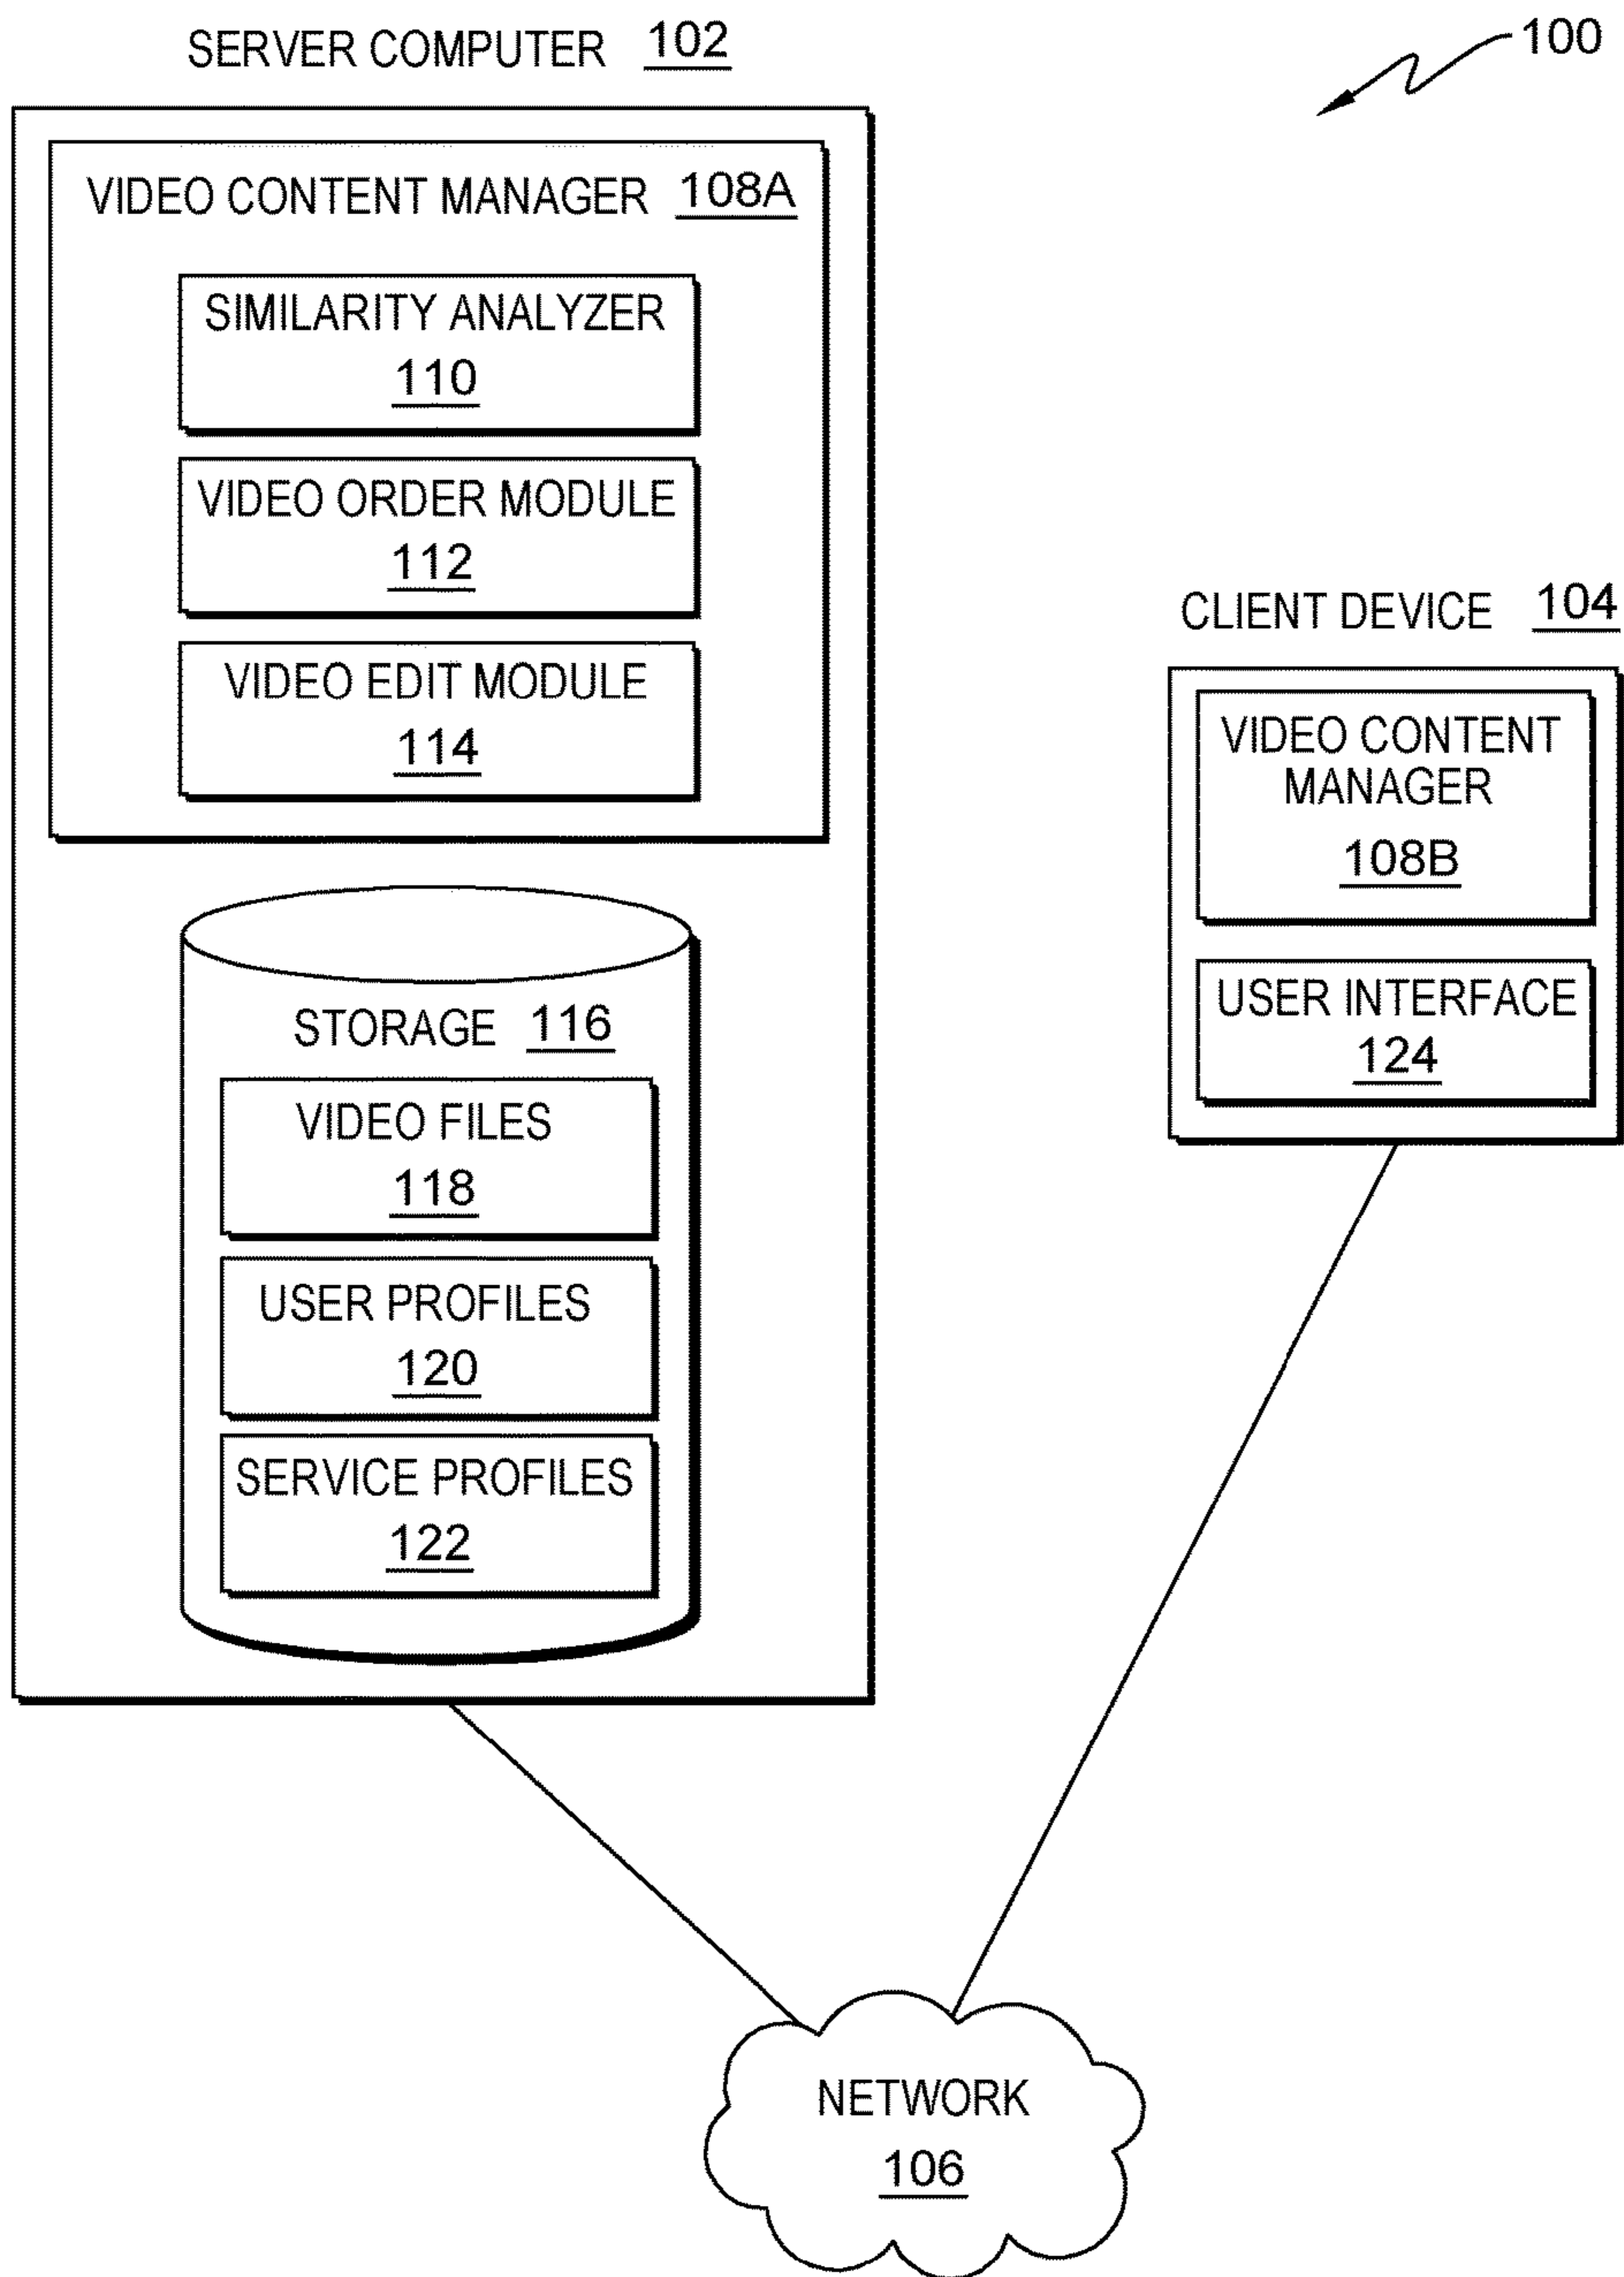 SERVER COMPUTER 102
100
VIDEO CONTENT MANAGER 108A
SIMILARITY ANALYZER
110
VIDEO ORDER MODULE
112
VIDEO EDIT MODULE
114
STORAGE 116
VIDEO FILES
118
USER PROFILES
120
SERVICE PROFILES
122
CLIENT DEVICE 104
VIDEO CONTENT
MANAGER
108B
USER INTERFACE
124
NETWORK
106